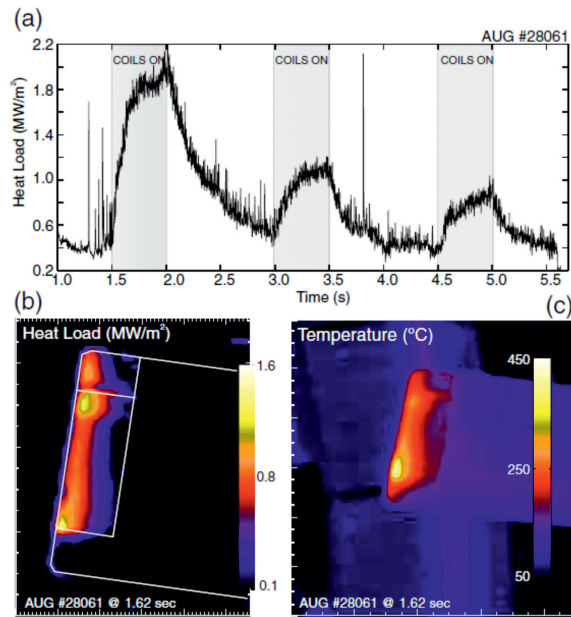 (a)
AUG #28061
2.2
COILS ON
COILS ON
COILS ON
1.8
1.4
1.0
0.6
0.2
Heat Load (MW/m²)
1.0 1.5 2.0 2.5 3.0 3.5 4.0 4.5 5.0 5.5
Time (s)
(b)
(c)
Heat Load (MW/m²)
1.6
0.8
0.1
AUG #28061 @ 1.62 sec
Temperature (°C)
450
250
50
AUG #28061 @ 1.62 sec